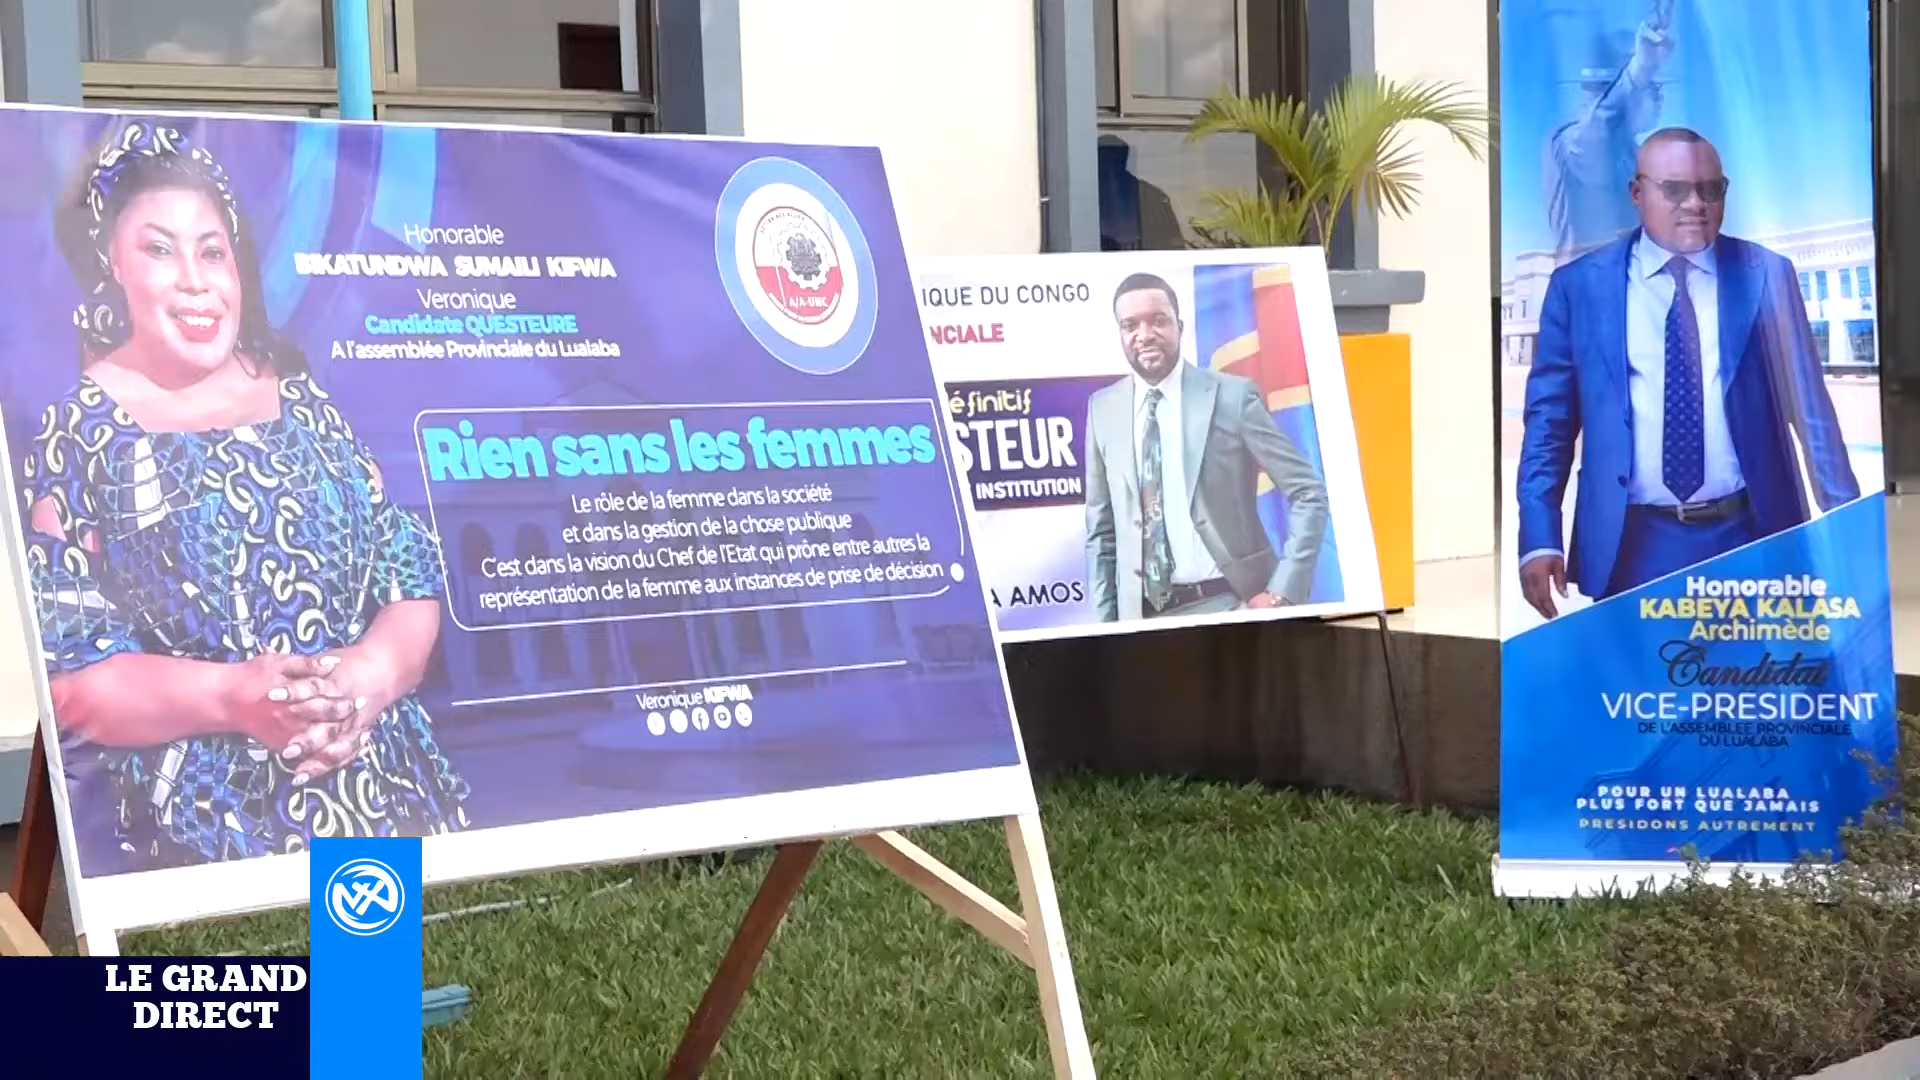 Honorable
BIKATUNDWA SUMAILI KIFWA
Veronique
Candidate QUESTEURE
A l'assemblée Provinciale du Lualaba
A/A-UNC
Rien sans les femmes
Le rôle de la femme dans la société
et dans la gestion de la chose publique
C'est dans la vision du Chef de l'Etat qui prône entre autres la
représentation de la femme aux instances de prise de décision
Veronique KIFWA
IQUE DU CONGO
NCIALE
éfinitif
STEUR
INSTITUTION
AMOS
Honorable
KABEYA KALASA
Archimède
Candidat
VICE-PRESIDENT
DE L'ASSEMBLEE PROVINCIALE
DU LUALABA
POUR UN LUALABA
PLUS FORT QUE JAMAIS
PRESIDONS AUTREMENT
LE GRAND
DIRECT